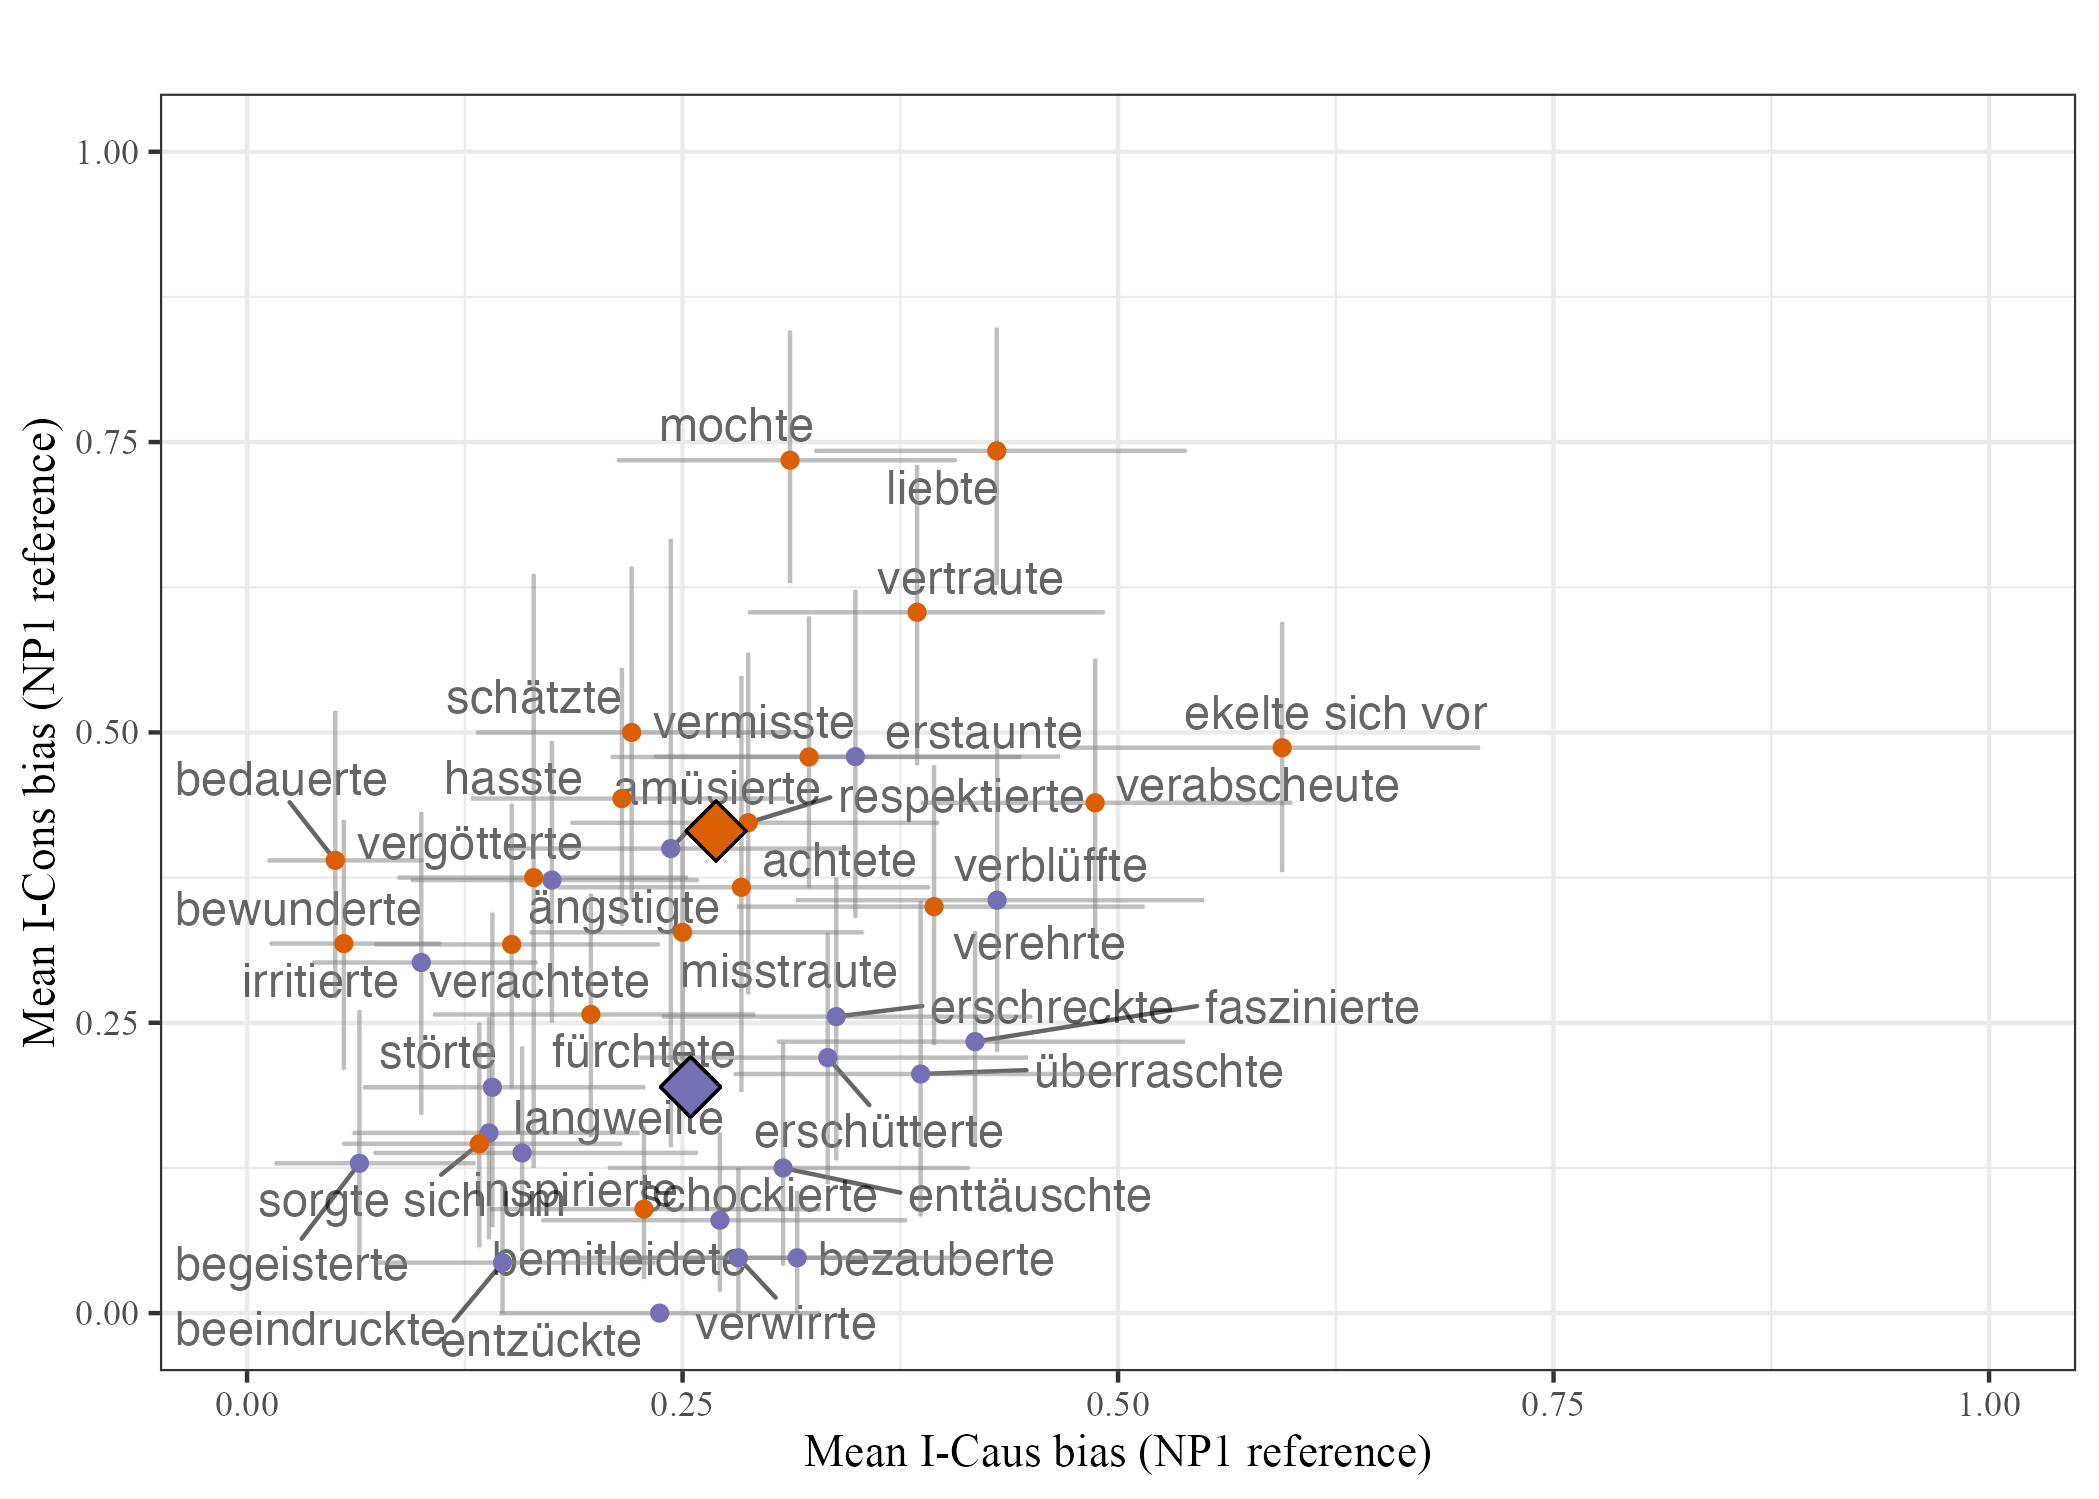 1.00
0.75
0.50
0.25
0.00
Mean I-Cons bias (NP1 reference)
mochte
liebte
vertraute
schätzte
vermisste
erstaunte
ekelte sich vor
bedauerte
hasste
amüsierte
respektierte
verabscheute
vergötterte
achtete
verblüffte
bewunderte
ängstigte
verehrte
irritierte
verachtete
misstraute
erschreckte
faszinierte
störte
fürchtete
überraschte
langweilte
erschütterte
sorgte sich um
inspirierte
schockierte
enttäuschte
begeisterte
bemitleidete
bezauberte
beeindruckte
entzückte
verwirrte
0.00
0.25
0.50
0.75
1.00
Mean I-Caus bias (NP1 reference)